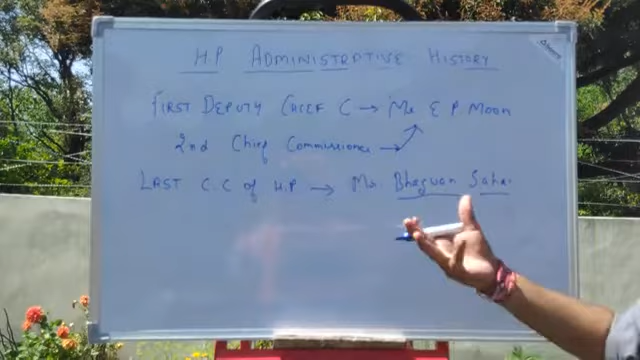 HP ADMINISTRATIVE HISTORY
FIRST DEPUTY CHIEF C → Mr E P Moon
2nd Chief Commissioner →
LAST C.C of H.P → Mr. Bhagwan Sahai